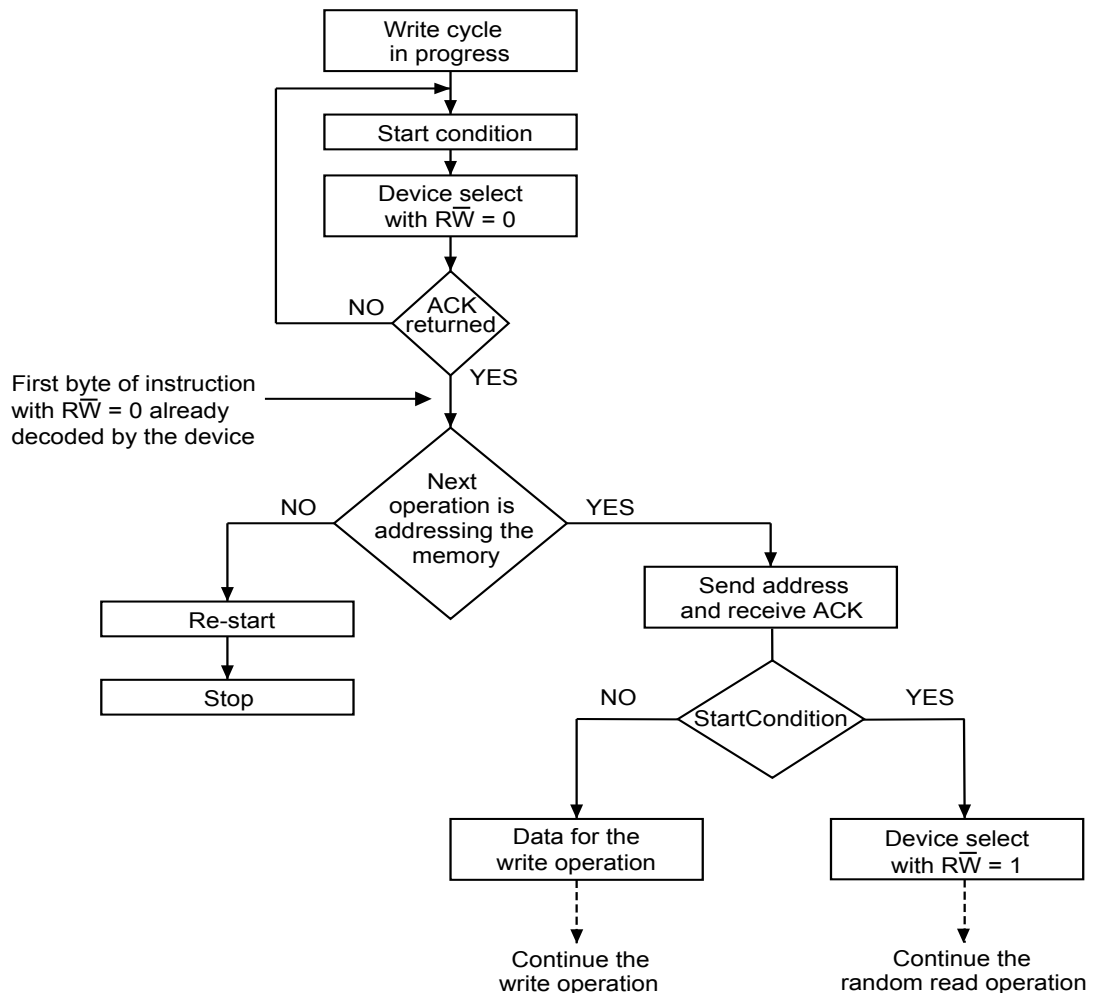 Write cycle
in progress
Start condition
Device select
with RW̅ = 0
NO
ACK
returned
YES
First byte of instruction
with RW̅ = 0 already
decoded by the device
Next
operation is
addressing the
memory
NO
YES
Send address
and receive ACK
Re-start
Stop
NO
StartCondition
YES
Data for the
write operation
Device select
with RW̅ = 1
Continue the
write operation
Continue the
random read operation